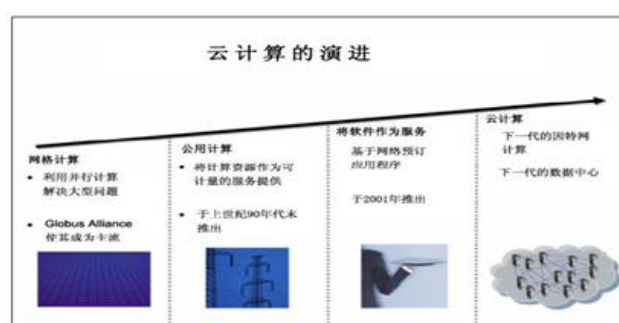 云计算的演进
网格计算
• 利用并行计算
解决大型问题
• Globus Alliance
使其成为主流
公用计算
• 将计算资源作为可
计量的服务提供
• 于上世纪90年代末
推出
将软件作为服务
基于网络预订
应用程序
于2001年推出
云计算
下一代的因特网
计算
下一代的数据中心